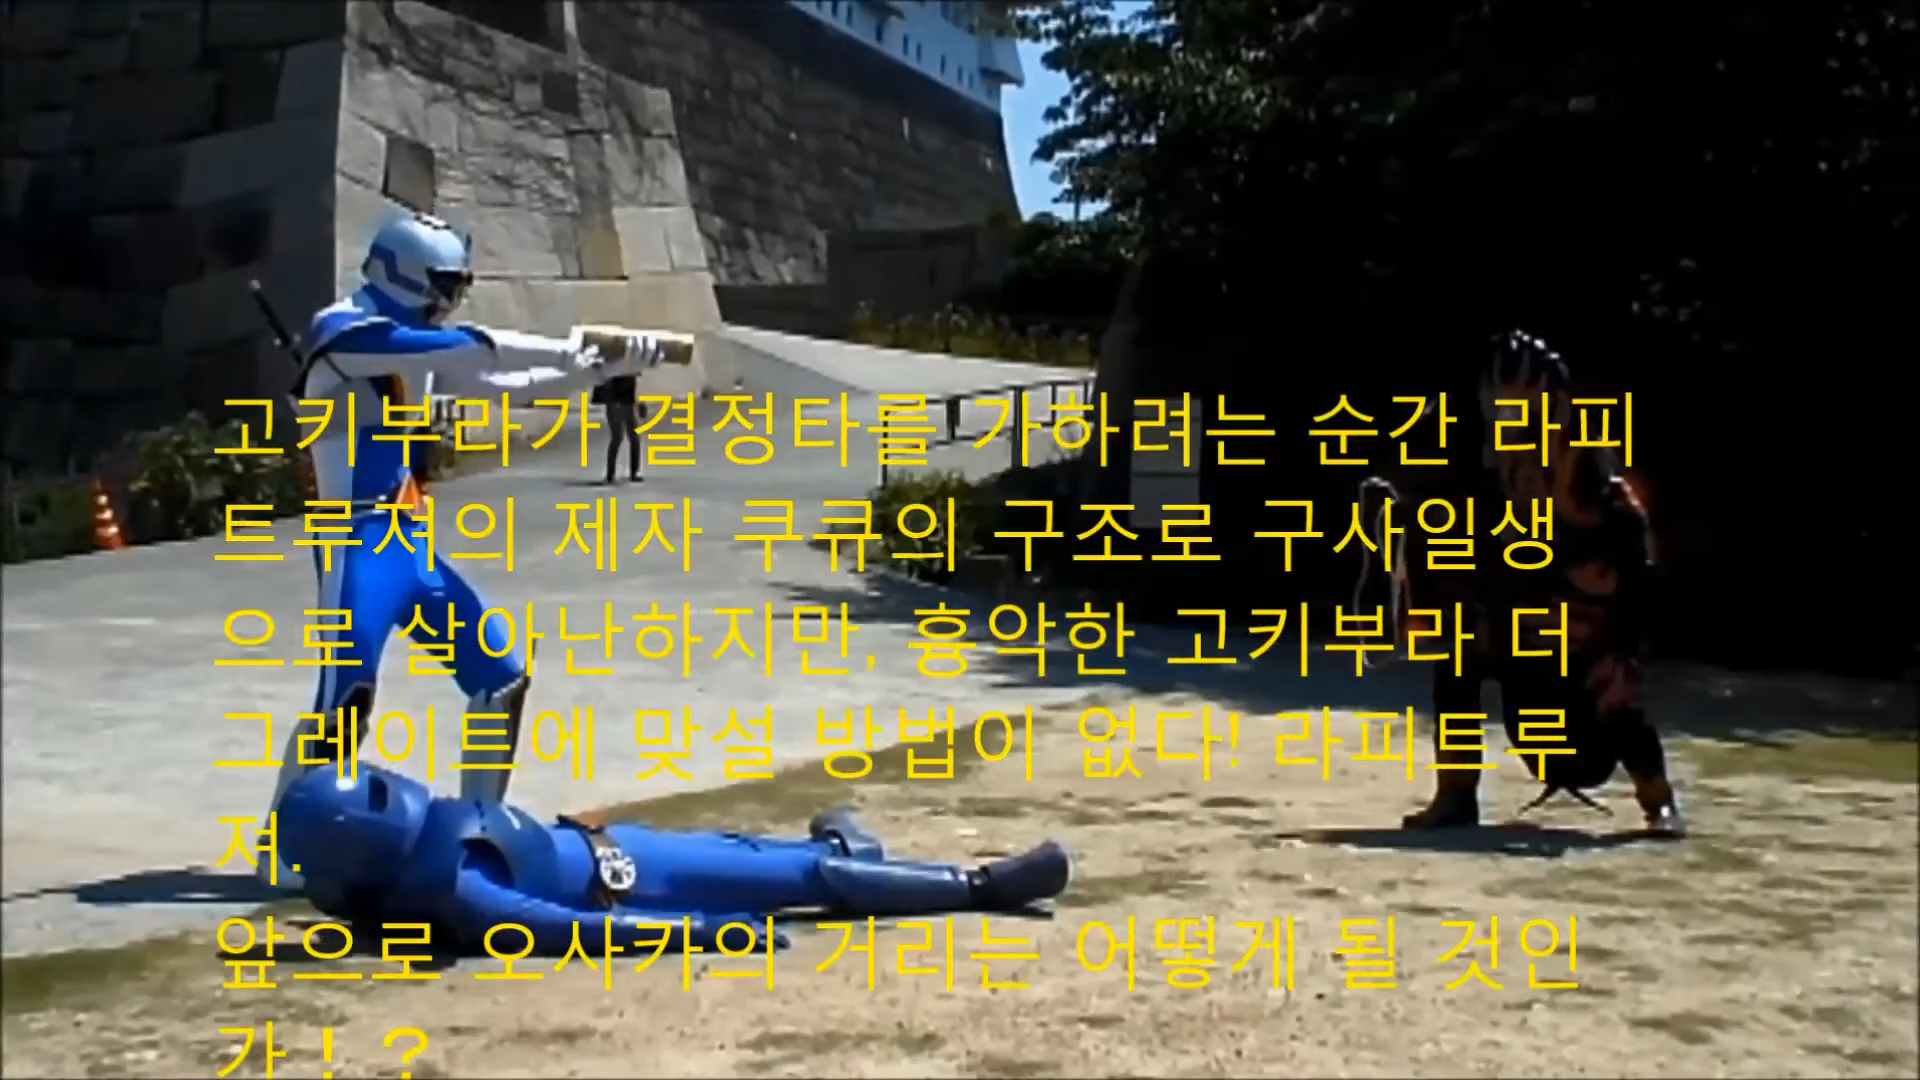 고키부라가 결정타를 가하려는 순간 라피
트루져의 제자 쿠큐의 구조로 구사일생
으로 살아난하지만, 흉악한 고키부라 더
그레이트에 맞설 방법이 없다! 라피트루
져.
앞으로 오사카의 거리는 어떻게 될 것인
가！？